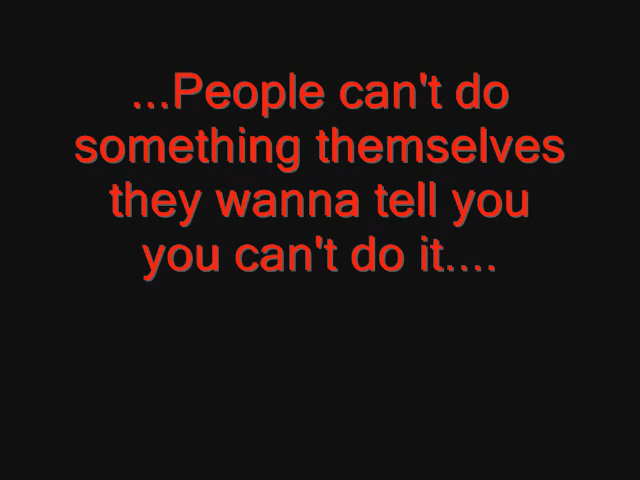 ...People can't do
something themselves
they wanna tell you
you can't do it....